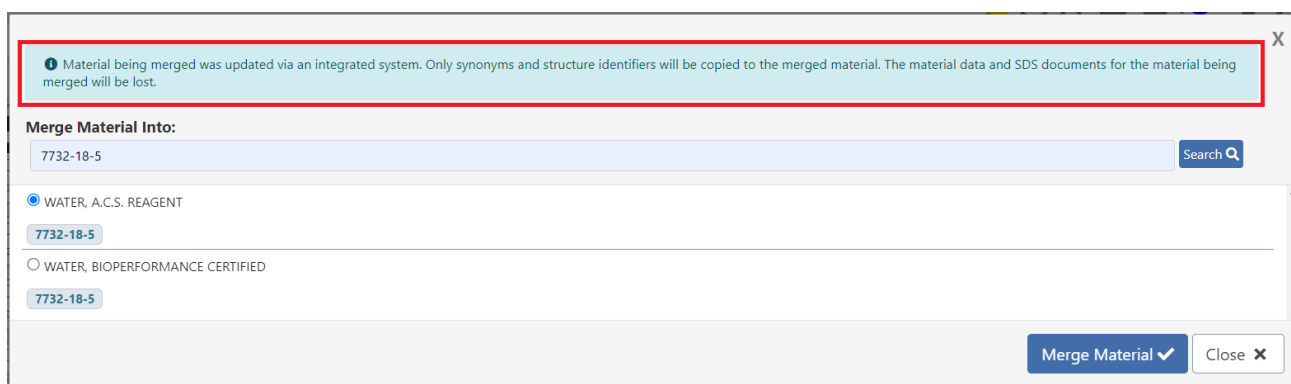 X
Material being merged was updated via an integrated system. Only synonyms and structure identifiers will be copied to the merged material. The material data and SDS documents for the material being
merged will be lost.
Merge Material Into:
7732-18-5
Search
WATER, A.C.S. REAGENT
7732-18-5
WATER, BIOPERFORMANCE CERTIFIED
7732-18-5
Merge Material
Close